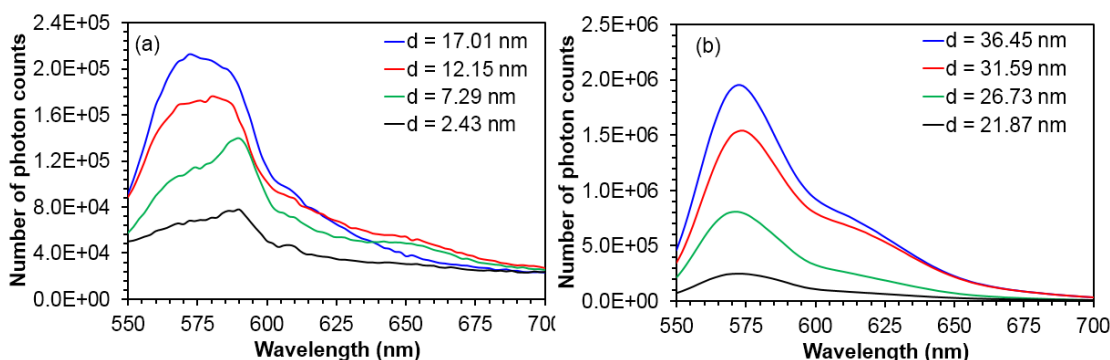 (a)
d = 17.01 nm
d = 12.15 nm
d = 7.29 nm
d = 2.43 nm
Number of photon counts
2.4E+05
2.0E+05
1.6E+05
1.2E+05
8.0E+04
4.0E+04
0.0E+00
550 575 600 625 650 675 700
Wavelength (nm)
(b)
d = 36.45 nm
d = 31.59 nm
d = 26.73 nm
d = 21.87 nm
Number of photon counts
2.5E+06
2.0E+06
1.5E+06
1.0E+06
5.0E+05
0.0E+00
550 575 600 625 650 675 700
Wavelength (nm)